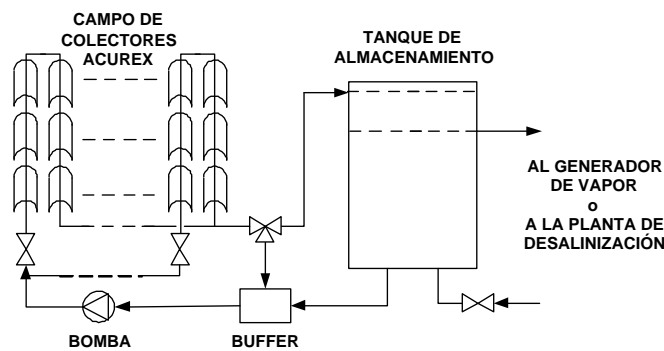 CAMPO DE
COLECTORES
ACUREX
TANQUE DE
ALMACENAMIENTO
AL GENERADOR
DE VAPOR
o
A LA PLANTA DE
DESALINIZACIÓN
BOMBA
BUFFER